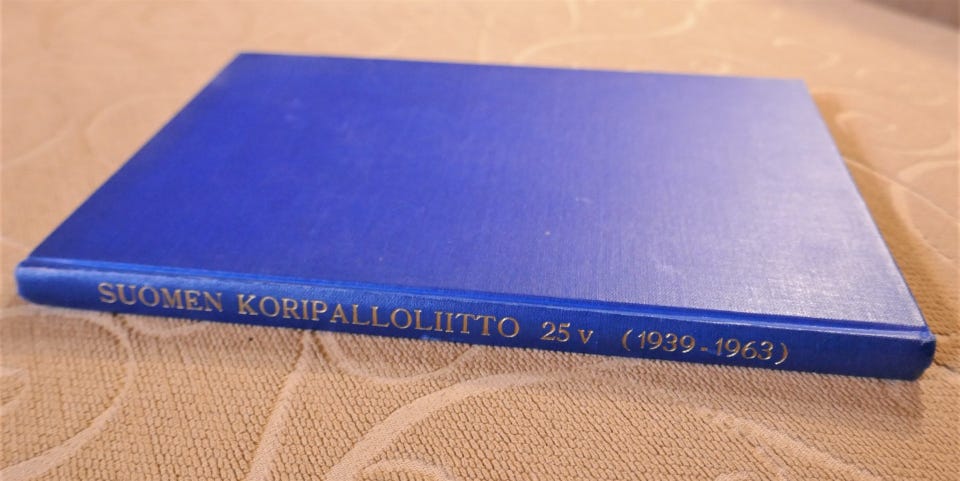 SUOMEN KORIPALLOLIITTO 25 v (1939-1963)